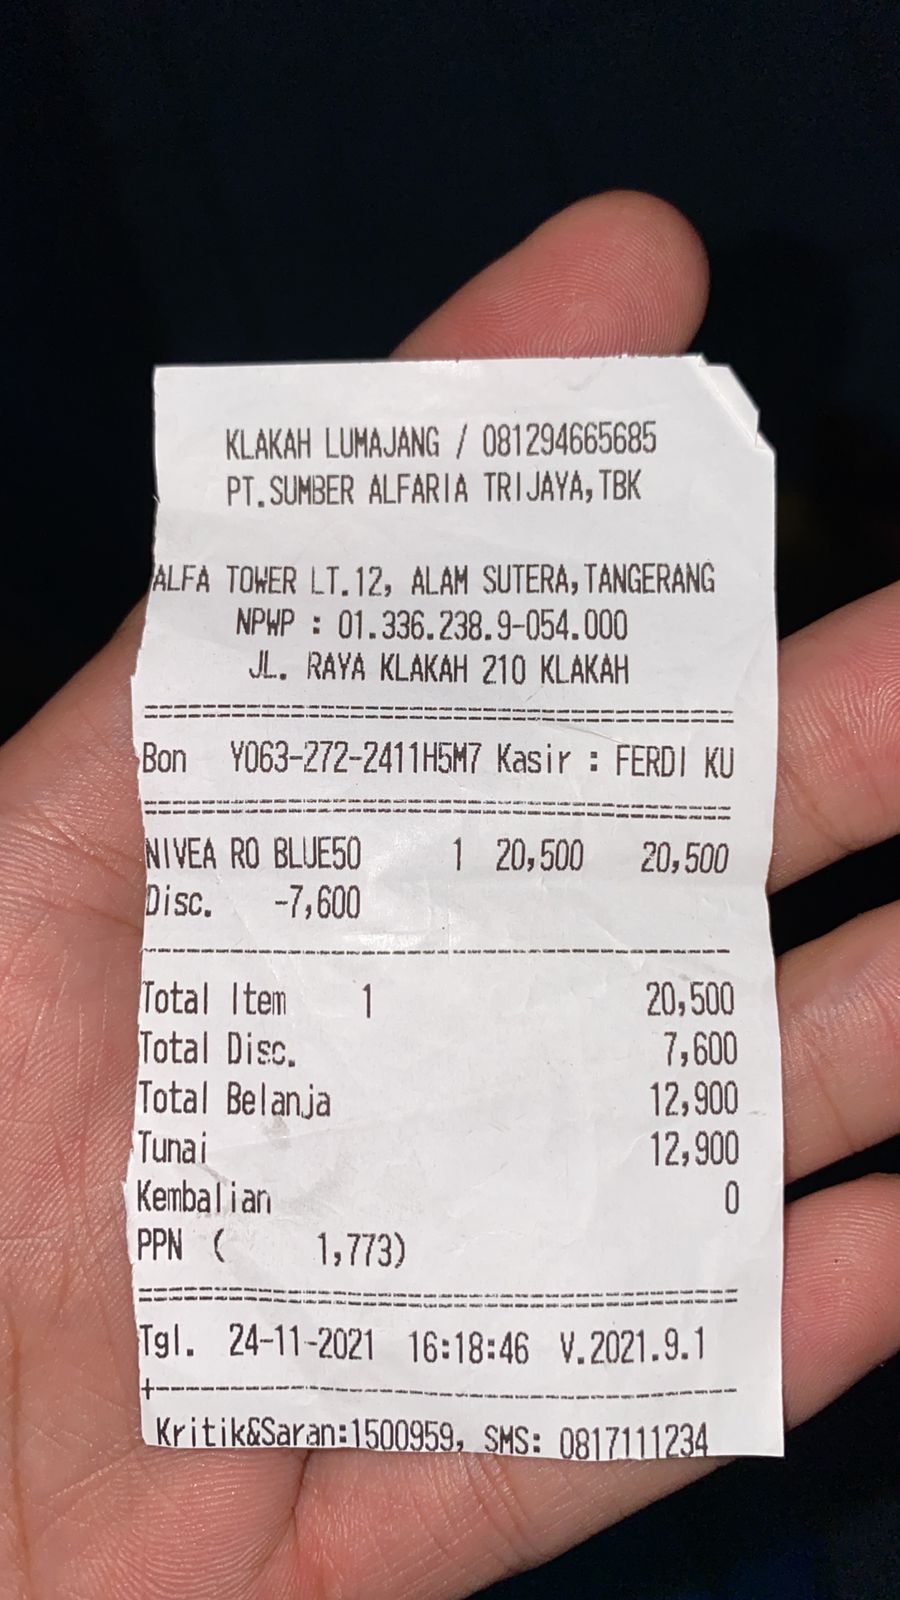 KLAKAH LUMAJANG / 081294665685
PT.SUMBER ALFARIA TRIJAYA,TBK
ALFA TOWER LT.12, ALAM SUTERA,TANGERANG
NPWP : 01.336.238.9-054.000
JL. RAYA KLAKAH 210 KLAKAH
Bon Y063-272-2411H5M7 Kasir : FERDI KU
NIVEA RO BLUE50 1 20,500 20,500
Disc. -7,600
Total Item 1 20,500
Total Disc. 7,600
Total Belanja 12,900
Tunai 12,900
Kembalian 0
PPN ( 1,773)
Tgl. 24-11-2021 16:18:46 V.2021.9.1
Kritik&Saran:1500959, SMS: 0817111234